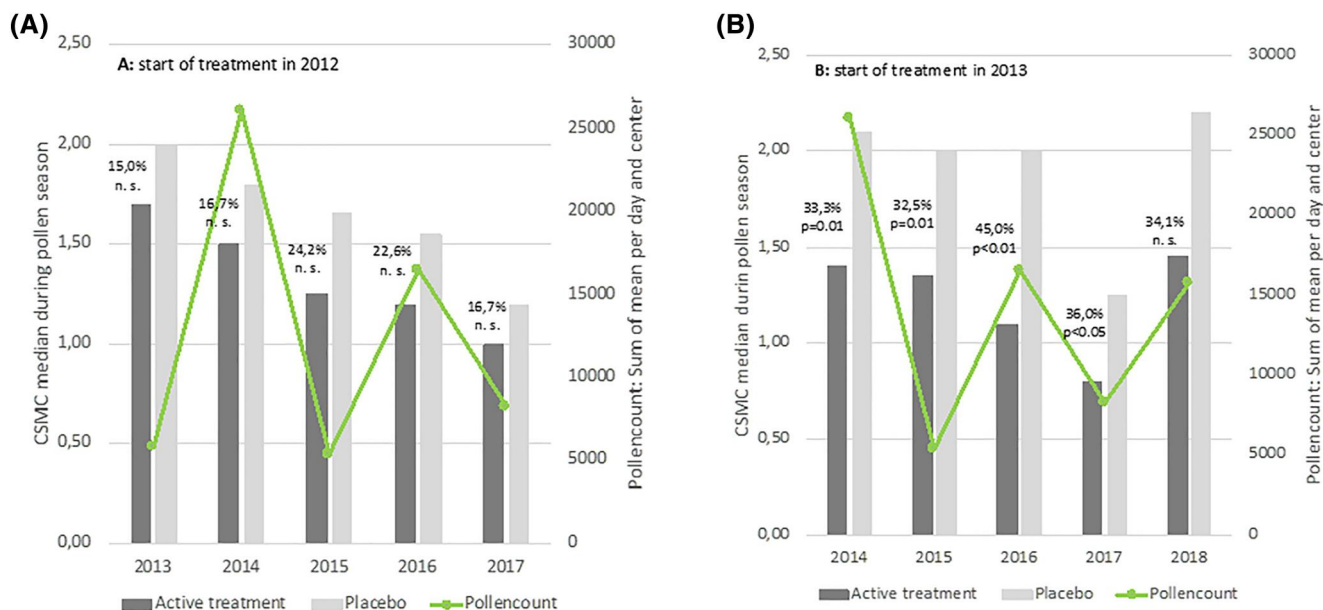 (A)
2,50
2,00
1,50
1,00
0,50
0,00
CSMC median during pollen season
A: start of treatment in 2012
15,0%
n. s.
16,7%
n. s.
24,2%
n. s.
22,6%
n. s.
16,7%
n. s.
30000
25000
20000
15000
10000
5000
0
Pollencount: Sum of mean per day and center
2013 2014 2015 2016 2017
Active treatment Placebo Pollencount
(B)
2,50
2,00
1,50
1,00
0,50
0,00
CSMC median during pollen season
B: start of treatment in 2013
33,3%
p=0.01
32,5%
p=0.01
45,0%
p<0.01
36,0%
p<0.05
34,1%
n. s.
30000
25000
20000
15000
10000
5000
0
Pollencount: Sum of mean per day and center
2014 2015 2016 2017 2018
Active treatment Placebo Pollencount